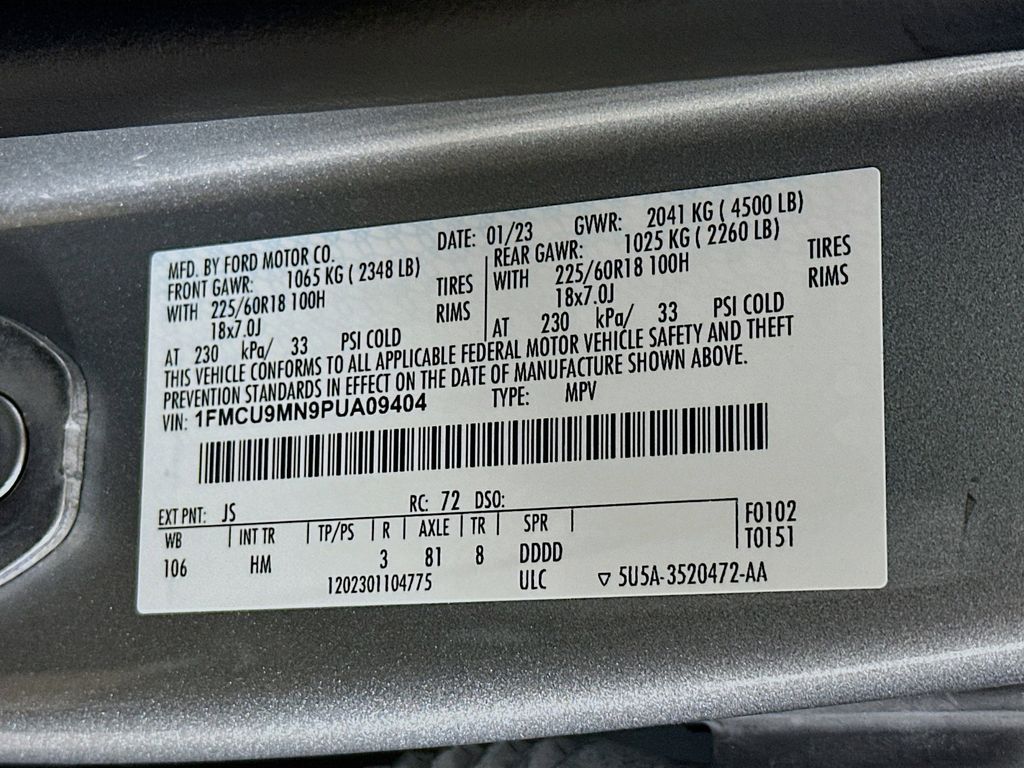 MFD. BY FORD MOTOR CO. DATE: 01/23 GVWR: 2041 KG ( 4500 LB)
FRONT GAWR: 1065 KG ( 2348 LB) REAR GAWR: 1025 KG ( 2260 LB)
WITH 225/60R18 100H TIRES WITH 225/60R18 100H TIRES
18x7.0J RIMS 18x7.0J RIMS
AT 230 kPa/ 33 PSI COLD AT 230 kPa/ 33 PSI COLD
THIS VEHICLE CONFORMS TO ALL APPLICABLE FEDERAL MOTOR VEHICLE SAFETY AND THEFT
PREVENTION STANDARDS IN EFFECT ON THE DATE OF MANUFACTURE SHOWN ABOVE.
VIN: 1FMCU9MN9PUA09404 TYPE: MPV
EXT PNT: JS RC: 72 DSO:
WB INT TR TP/PS R AXLE TR SPR F0102
106 HM 3 81 8 DDDD T0151
1202301104775 ULC ▽ 5U5A-3520472-AA